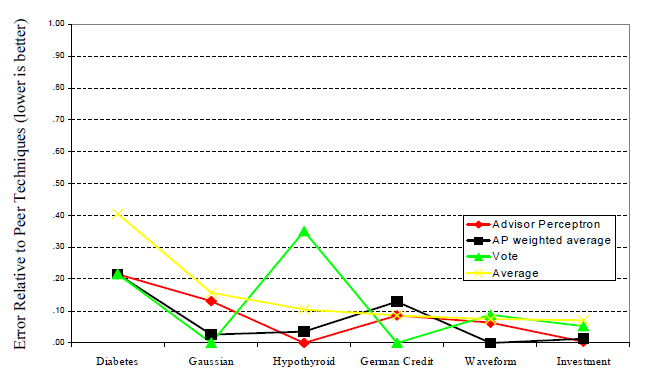 Error Relative to Peer Techniques (lower is better)
1.00
.90
.80
.70
.60
.50
.40
.30
.20
.10
.00
Advisor Perceptron
AP weighted average
Vote
Average
Diabetes Gaussian Hypothyroid German Credit Waveform Investment